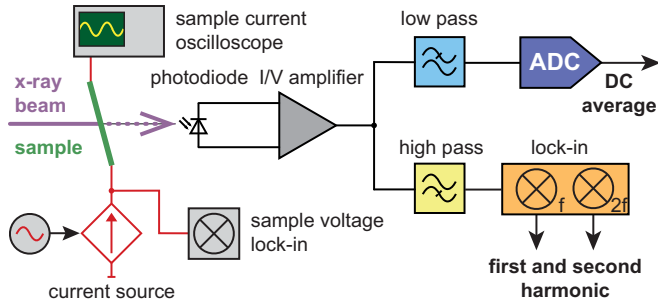 sample current
oscilloscope
low pass
ADC
DC
average
x-ray
beam
photodiode I/V amplifier
sample
high pass
lock-in
f
2f
sample voltage
lock-in
current source
first and second
harmonic